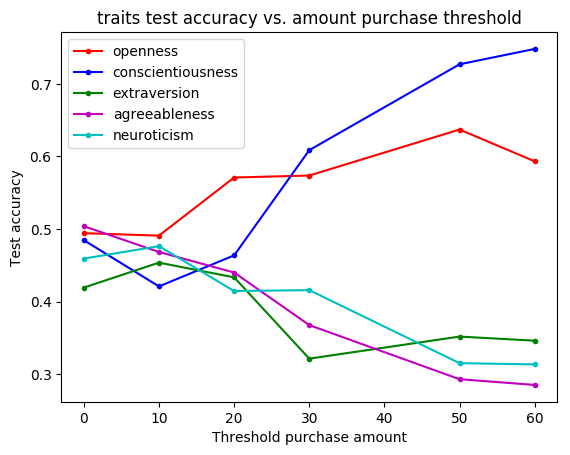 traits test accuracy vs. amount purchase threshold
openness
conscientiousness
extraversion
agreeableness
neuroticism
0.7
0.6
0.5
0.4
0.3
Test accuracy
0 10 20 30 40 50 60
Threshold purchase amount